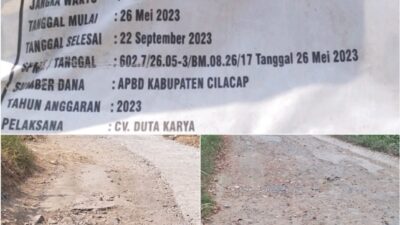 JANGKA WAKTU :
TANGGAL MULAI : 26 Mei 2023
TANGGAL SELESAI : 22 September 2023
/ TANGGAL : 602.7/26.05-3/BM.08.26/17 Tanggal 26 Mei 2023
SUMBER DANA : APBD KABUPATEN CILACAP
TAHUN ANGGARAN : 2023
PELAKSANA : CV. DUTA KARYA